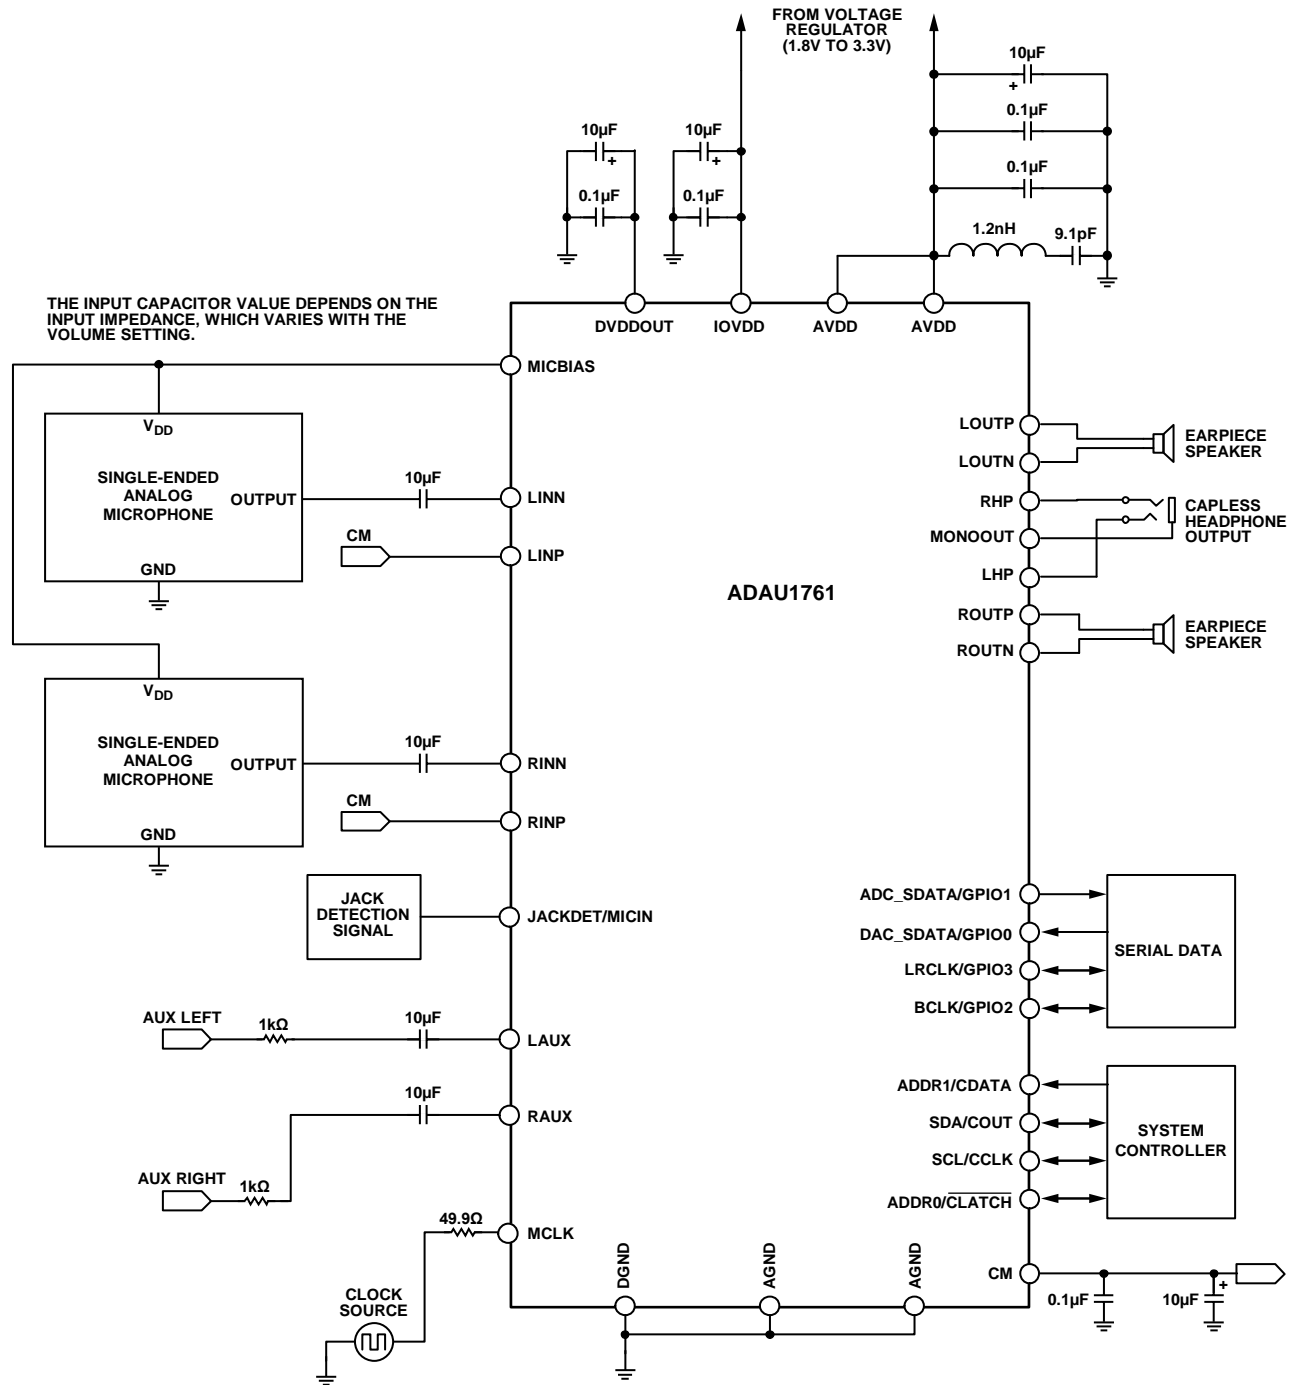 FROM VOLTAGE
REGULATOR
(1.8V TO 3.3V)
10µF
+
0.1µF
0.1µF
1.2nH
9.1pF
10µF
+
0.1µF
10µF
+
0.1µF
THE INPUT CAPACITOR VALUE DEPENDS ON THE
INPUT IMPEDANCE, WHICH VARIES WITH THE
VOLUME SETTING.
DVDDOUT
IOVDD
AVDD
AVDD
MICBIAS
VDD
SINGLE-ENDED
ANALOG
MICROPHONE
OUTPUT
GND
10µF
LINN
CM
LINP
VDD
SINGLE-ENDED
ANALOG
MICROPHONE
OUTPUT
GND
10µF
RINN
CM
RINP
JACK
DETECTION
SIGNAL
JACKDET/MICIN
AUX LEFT
1kΩ
10µF
LAUX
10µF
RAUX
AUX RIGHT
1kΩ
49.9Ω
MCLK
CLOCK
SOURCE
ADAU1761
LOUTP
LOUTN
EARPIECE
SPEAKER
RHP
MONOOUT
LHP
CAPLESS
HEADPHONE
OUTPUT
ROUTP
ROUTN
EARPIECE
SPEAKER
ADC_SDATA/GPIO1
DAC_SDATA/GPIO0
LRCLK/GPIO3
BCLK/GPIO2
SERIAL DATA
ADDR1/CDATA
SDA/COUT
SCL/CCLK
ADDR0/CLATCH
SYSTEM
CONTROLLER
DGND
AGND
AGND
CM
0.1µF
10µF
+